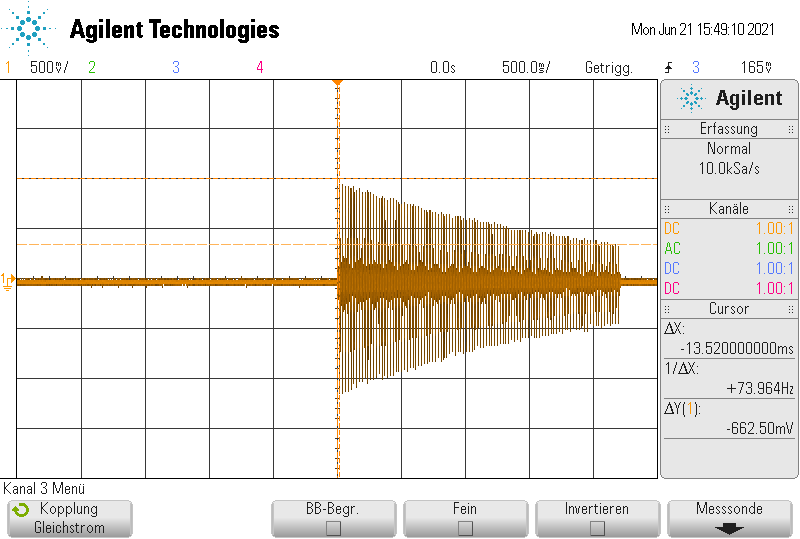 Agilent Technologies
Mon Jun 21 15:49:10 2021
1 500mV/ 2 3 4 0.0s 500.0ms/ Getrigg. 3 165mV
Agilent
Erfassung
Normal
10.0kSa/s
Kanäle
DC 1.00:1
AC 1.00:1
DC 1.00:1
DC 1.00:1
Cursor
ΔX:
-13.520000000ms
1/ΔX:
+73.964Hz
ΔY(1):
-662.50mV
1
Kanal 3 Menü
Kopplung
Gleichstrom
BB-Begr.
Fein
Invertieren
Messsonde